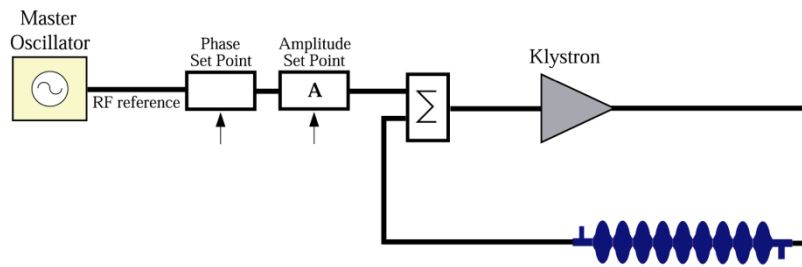 Master
Oscillator
Phase
Set Point
Amplitude
Set Point
Klystron
RF reference
A
Σ